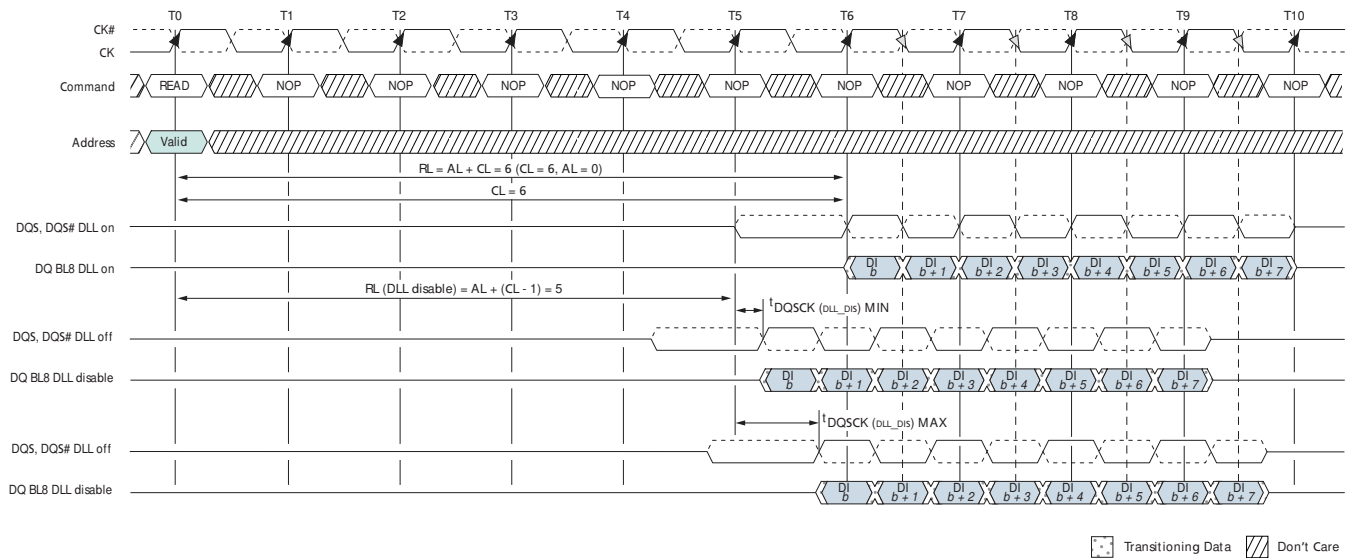 T0 T1 T2 T3 T4 T5 T6 T7 T8 T9 T10
CK#
CK
Command READ NOP NOP NOP NOP NOP NOP NOP NOP NOP NOP
Address Valid
RL = AL + CL = 6 (CL = 6, AL = 0)
CL = 6
DQS, DQS# DLL on
DQ BL8 DLL on DI b DI b + 1 DI b + 2 DI b + 3 DI b + 4 DI b + 5 DI b + 6 DI b + 7
RL (DLL disable) = AL + (CL - 1) = 5
tDQSCK (DLL_DIS) MIN
DQS, DQS# DLL off
DQ BL8 DLL disable DI b DI b + 1 DI b + 2 DI b + 3 DI b + 4 DI b + 5 DI b + 6 DI b + 7
tDQSCK (DLL_DIS) MAX
DQS, DQS# DLL off
DQ BL8 DLL disable DI b DI b + 1 DI b + 2 DI b + 3 DI b + 4 DI b + 5 DI b + 6 DI b + 7
Transitioning Data Don't Care